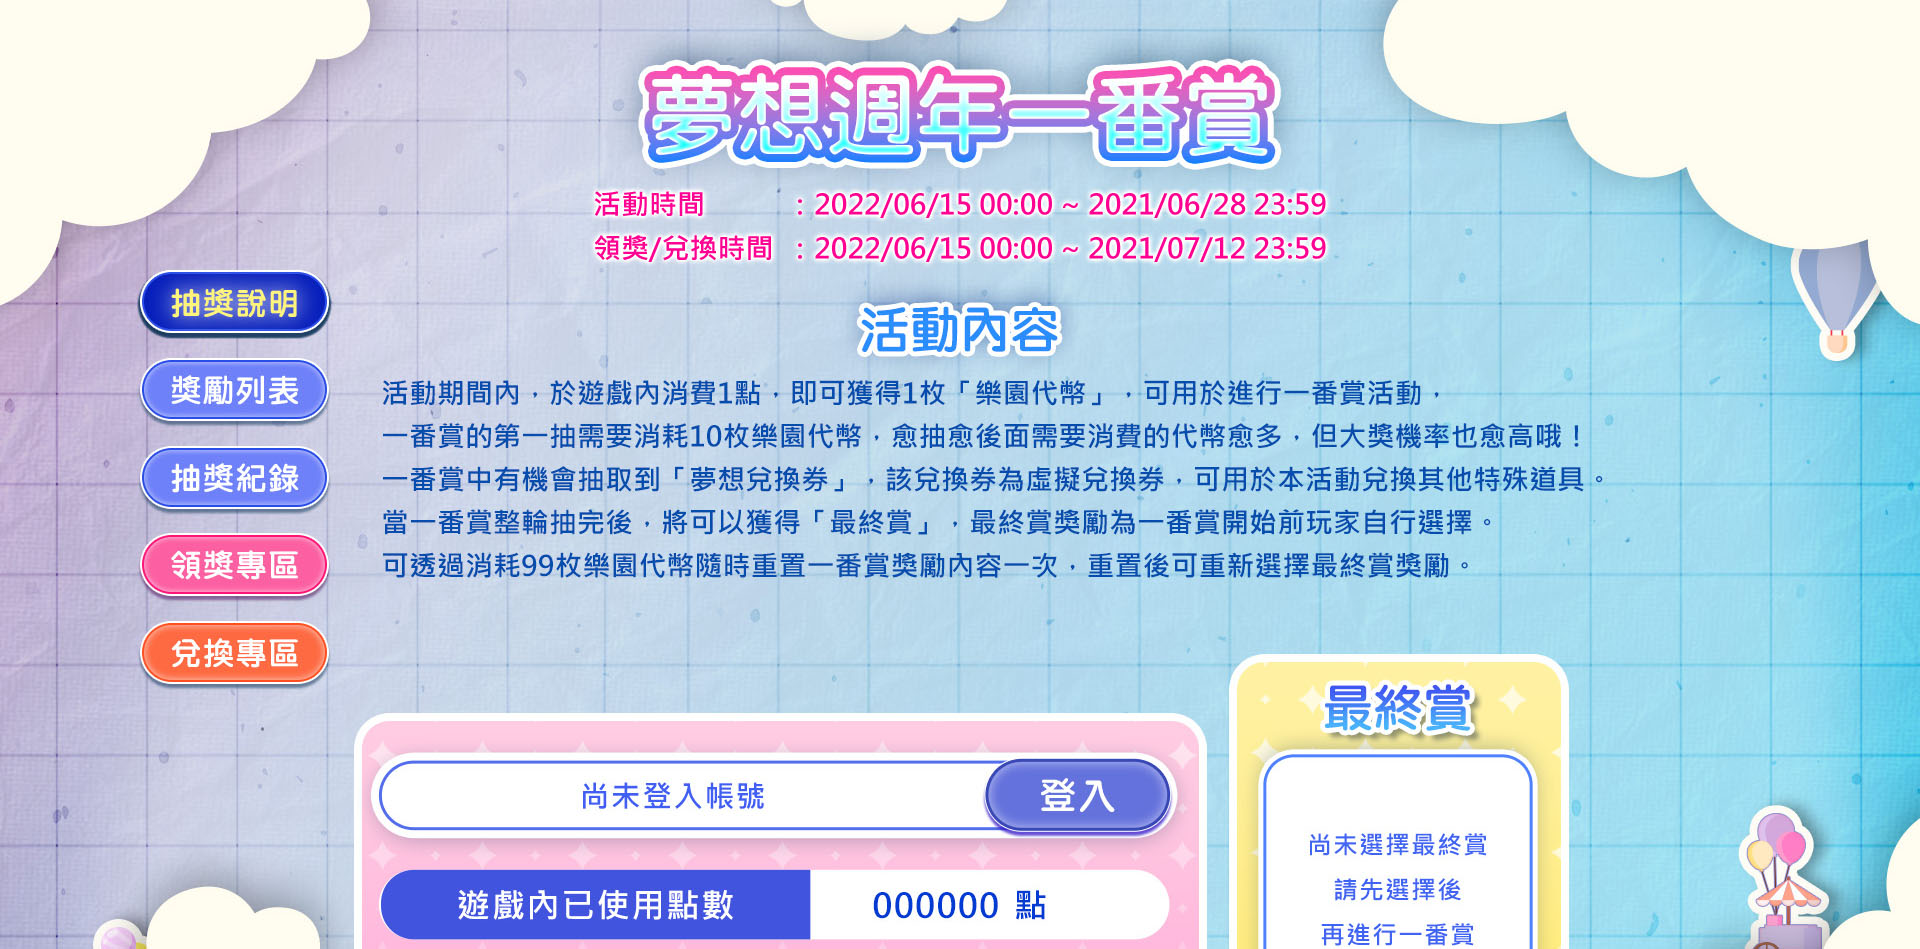 夢想週年一番賞
活動時間 : 2022/06/15 00:00 ~ 2021/06/28 23:59
領獎/兌換時間 : 2022/06/15 00:00 ~ 2021/07/12 23:59
抽獎說明
獎勵列表
抽獎紀錄
領獎專區
兌換專區
活動內容
活動期間內，於遊戲內消費1點，即可獲得1枚「樂園代幣」，可用於進行一番賞活動，
一番賞的第一抽需要消耗10枚樂園代幣，愈抽愈後面需要消費的代幣愈多，但大獎機率也愈高哦！
一番賞中有機會抽取到「夢想兌換券」，該兌換券為虛擬兌換券，可用於本活動兌換其他特殊道具。
當一番賞整輪抽完後，將可以獲得「最終賞」，最終賞獎勵為一番賞開始前玩家自行選擇。
可透過消耗99枚樂園代幣隨時重置一番賞獎勵內容一次，重置後可重新選擇最終賞獎勵。
尚未登入帳號
登入
遊戲內已使用點數
000000 點
最終賞
尚未選擇最終賞
請先選擇後
再進行一番賞